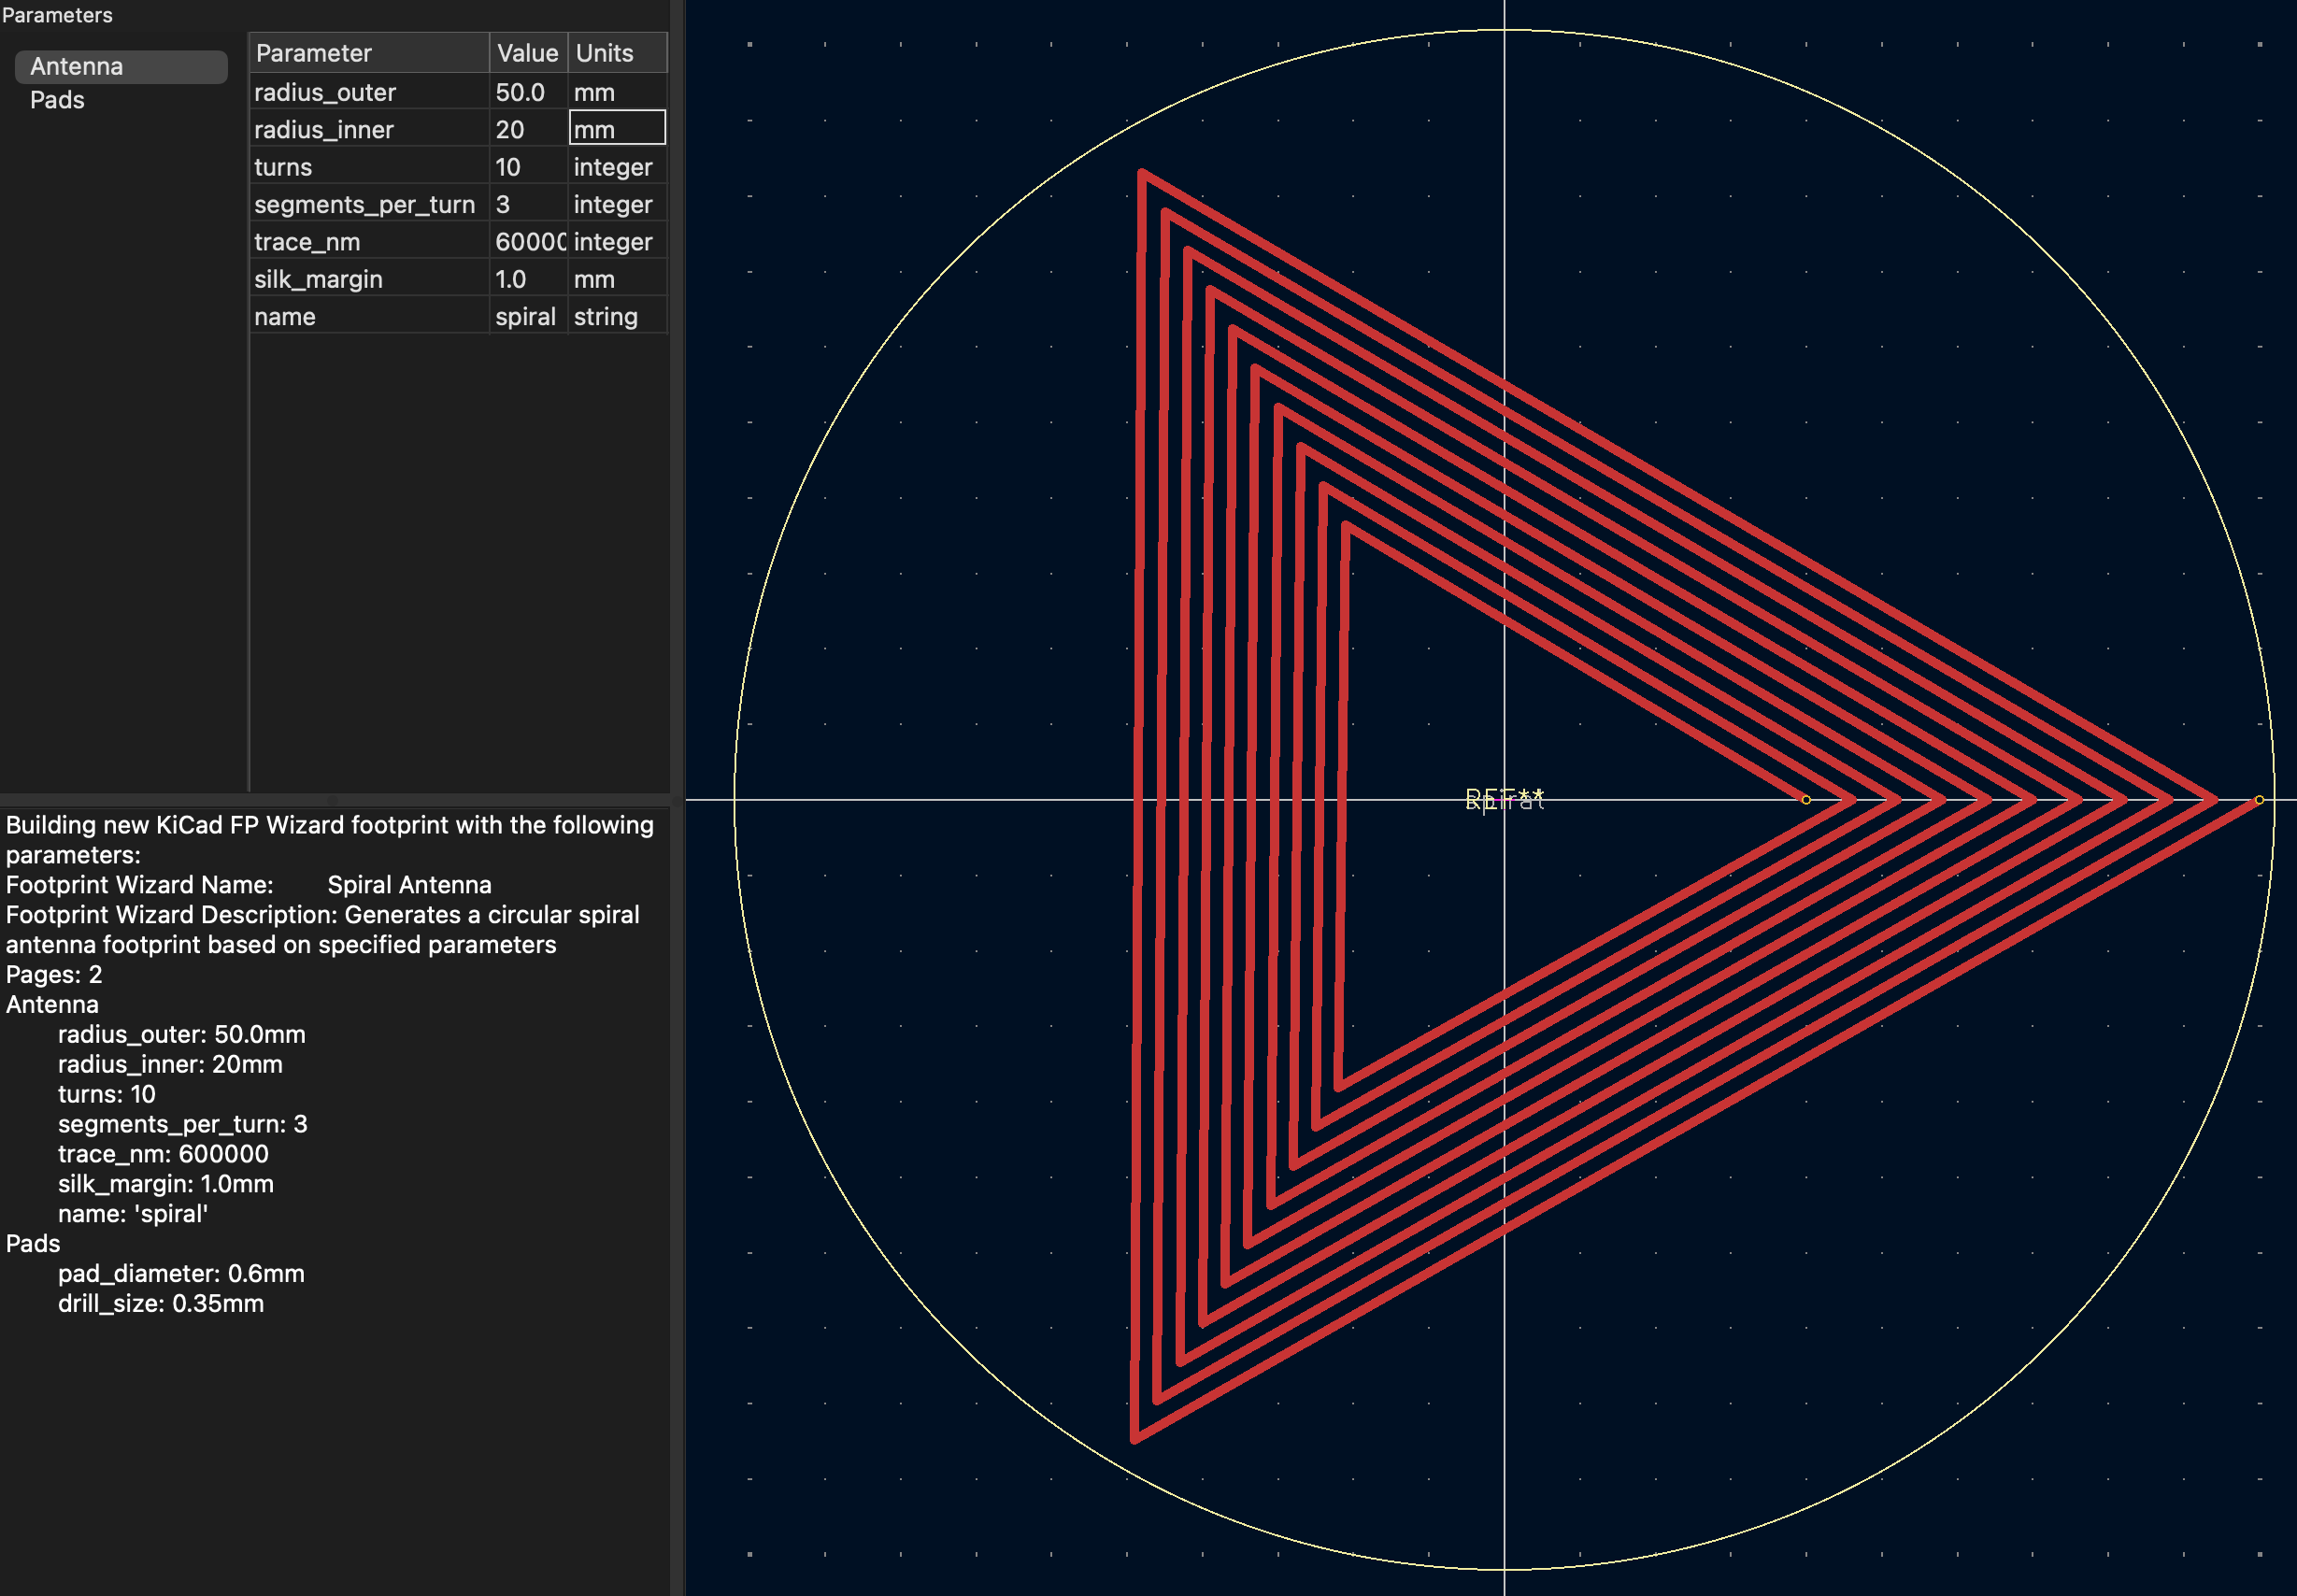 Parameters
Antenna
Pads
Parameter Value Units
radius_outer 50.0 mm
radius_inner 20 mm
turns 10 integer
segments_per_turn 3 integer
trace_nm 60000 integer
silk_margin 1.0 mm
name spiral string
Building new KiCad FP Wizard footprint with the following
parameters:
Footprint Wizard Name: Spiral Antenna
Footprint Wizard Description: Generates a circular spiral
antenna footprint based on specified parameters
Pages: 2
Antenna
radius_outer: 50.0mm
radius_inner: 20mm
turns: 10
segments_per_turn: 3
trace_nm: 600000
silk_margin: 1.0mm
name: 'spiral'
Pads
pad_diameter: 0.6mm
drill_size: 0.35mm
REF**
spiral